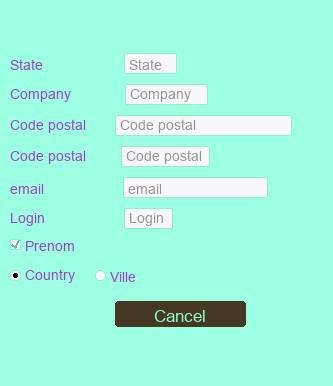 State State
Company Company
Code postal Code postal
Code postal Code postal
email email
Login Login
Prenom
Country Ville
Cancel